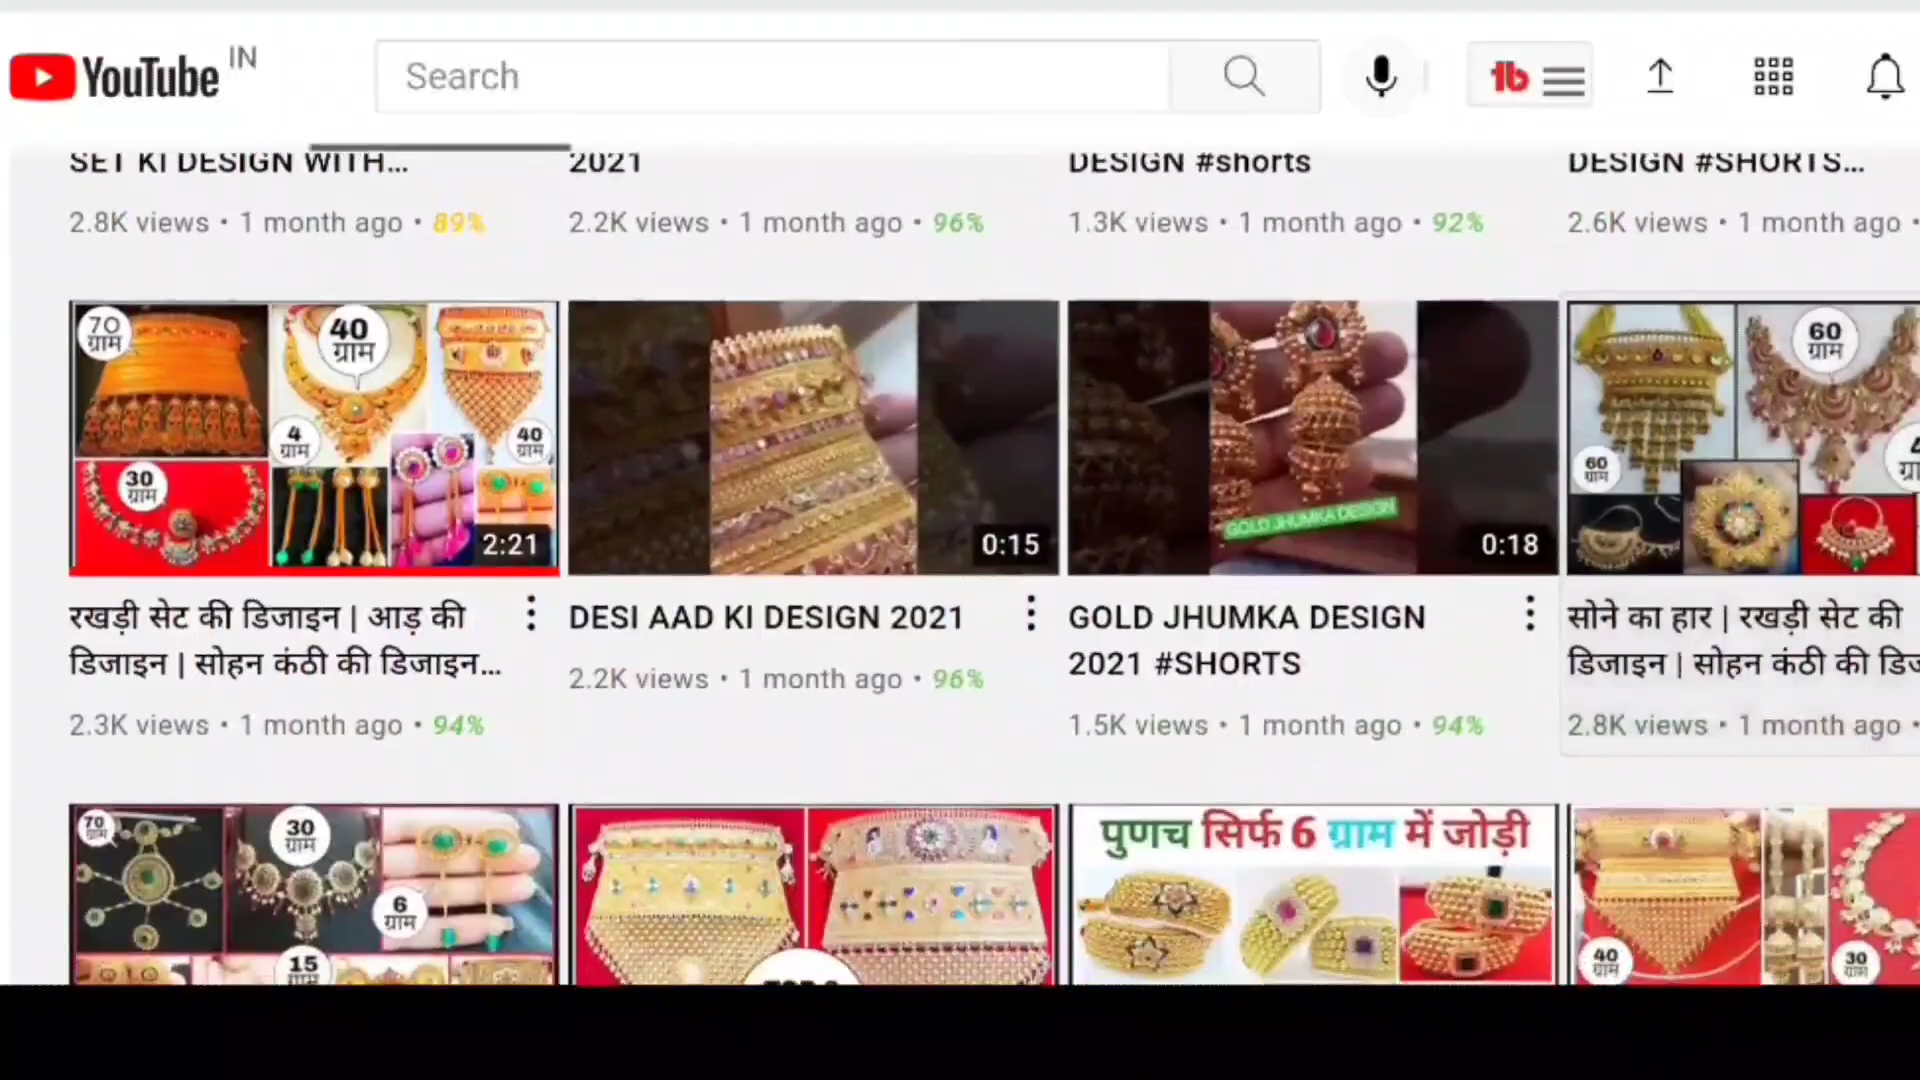 YouTube IN
Search
tb
SET KI DESIGN WITH...
2021
DESIGN #shorts
DESIGN #SHORTS...
2.8K views • 1 month ago • 89%
2.2K views • 1 month ago • 96%
1.3K views • 1 month ago • 92%
2.6K views • 1 month ago •
70
ग्राम
40
ग्राम
4
ग्राम
40
ग्राम
30
ग्राम
2:21
0:15
GOLD JHUMKA DESIGN
0:18
60
ग्राम
60
ग्राम
रखड़ी सेट की डिजाइन | आड़ की
डिजाइन | सोहन कंठी की डिजाइन...
2.3K views • 1 month ago • 94%
DESI AAD KI DESIGN 2021
2.2K views • 1 month ago • 96%
GOLD JHUMKA DESIGN
2021 #SHORTS
1.5K views • 1 month ago • 94%
सोने का हार | रखड़ी सेट की
डिजाइन | सोहन कंठी की
2.8K views • 1 month ago •
70
ग्राम
30
ग्राम
6
ग्राम
15
ग्राम
पुणच सिर्फ 6 ग्राम में जोड़ी
40
ग्राम
30
ग्राम